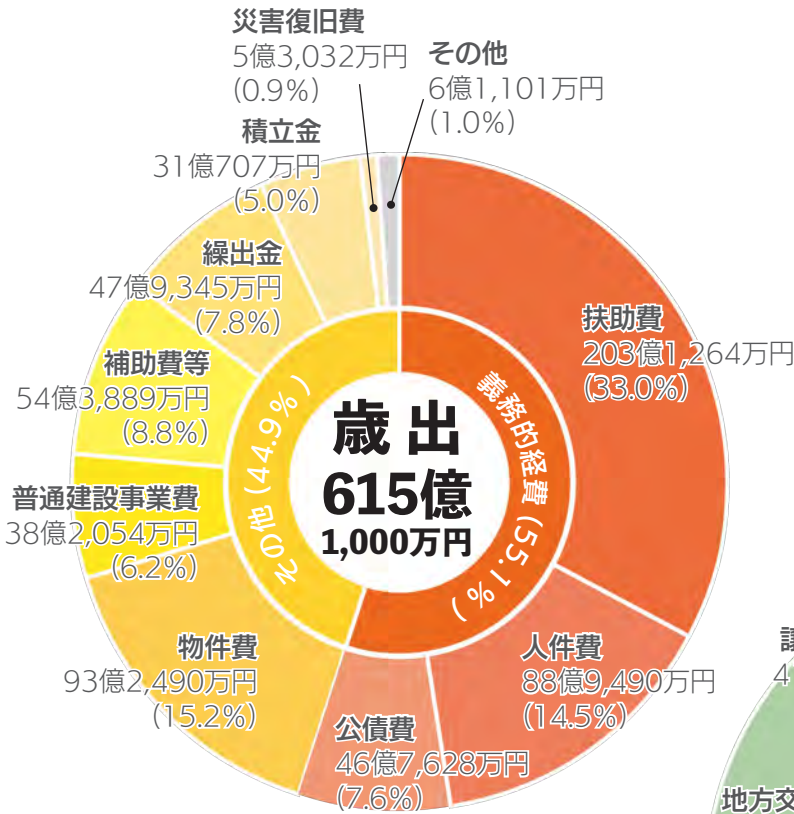 災害復旧費
5億3,032万円
(0.9%)
その他
6億1,101万円
(1.0%)
積立金
31億707万円
(5.0%)
繰出金
47億9,345万円
(7.8%)
補助費等
54億3,889万円
(8.8%)
普通建設事業費
38億2,054万円
(6.2%)
物件費
93億2,490万円
(15.2%)
公債費
46億7,628万円
(7.6%)
人件費
88億9,490万円
(14.5%)
扶助費
203億1,264万円
(33.0%)
義務的経費(55.1%)
その他(44.9%)
歳出
615億
1,000万円
4
地方交